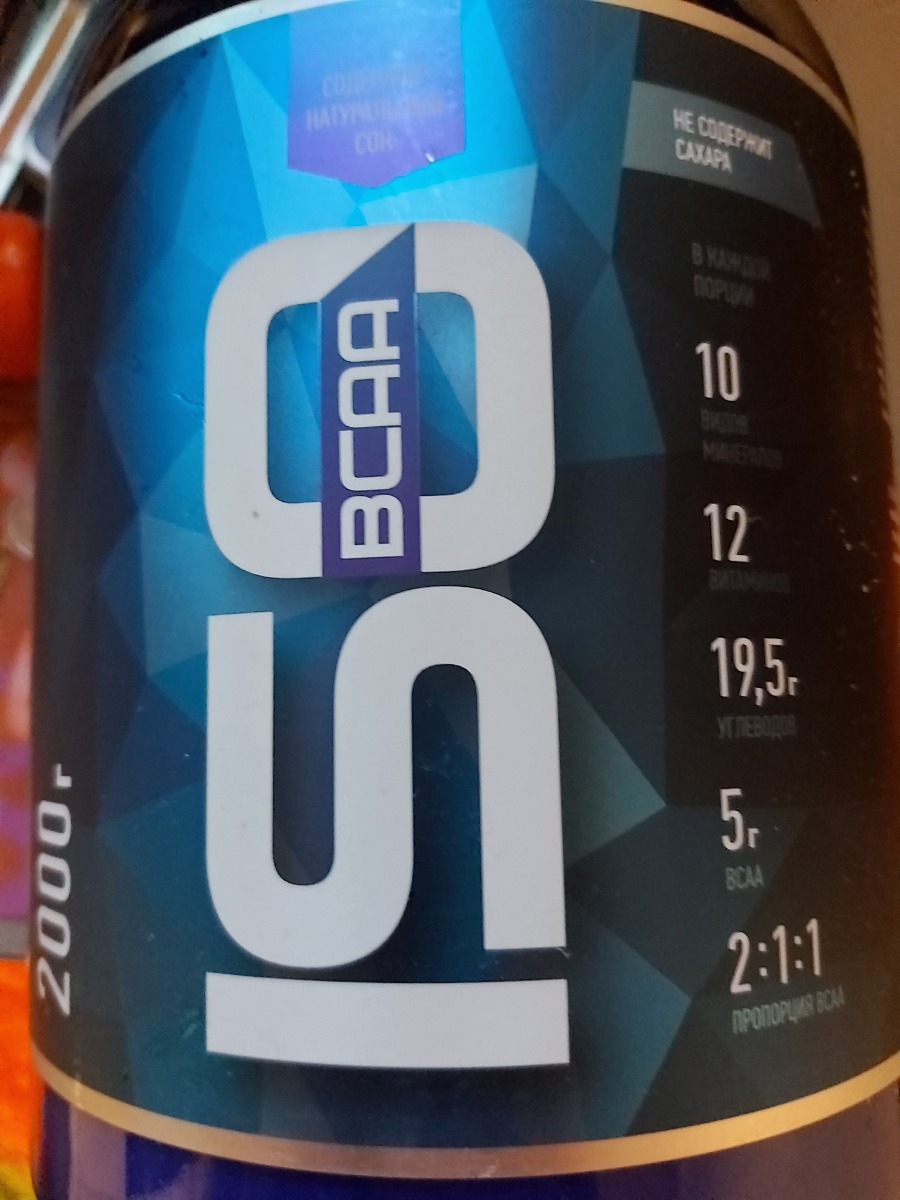 СОДЕРЖИТ
НАТУРАЛЬНЫЙ
СОК
НЕ СОДЕРЖИТ
САХАРА
В КАЖДОЙ
ПОРЦИИ
10
ВИДОВ
МИНЕРАЛОВ
12
ВИТАМИНОВ
19,5г
УГЛЕВОДОВ
5г
BCAA
2:1:1
ПРОПОРЦИЯ BCAA
ISO
BCAA
2000 г